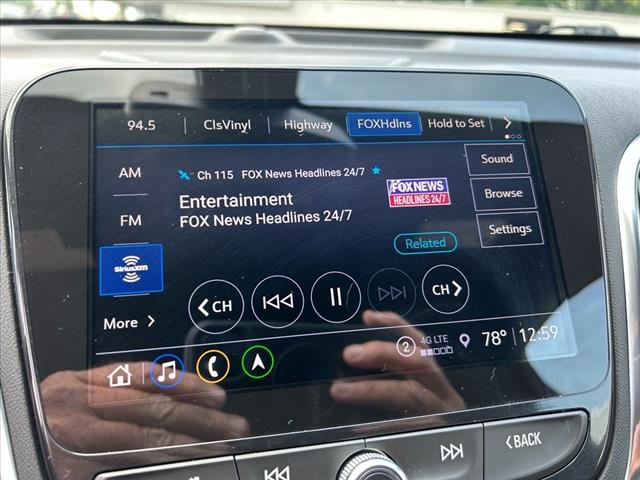 94.5 ClsVinyl Highway FOXHdlns Hold to Set
AM
Ch 115 FOX News Headlines 24/7
Sound
Entertainment
FOX NEWS
HEADLINES 24/7
Browse
FM
FOX News Headlines 24/7
Settings
Related
SiriusXM
CH
CH
More
2
4G LTE
78° 12:59
BACK